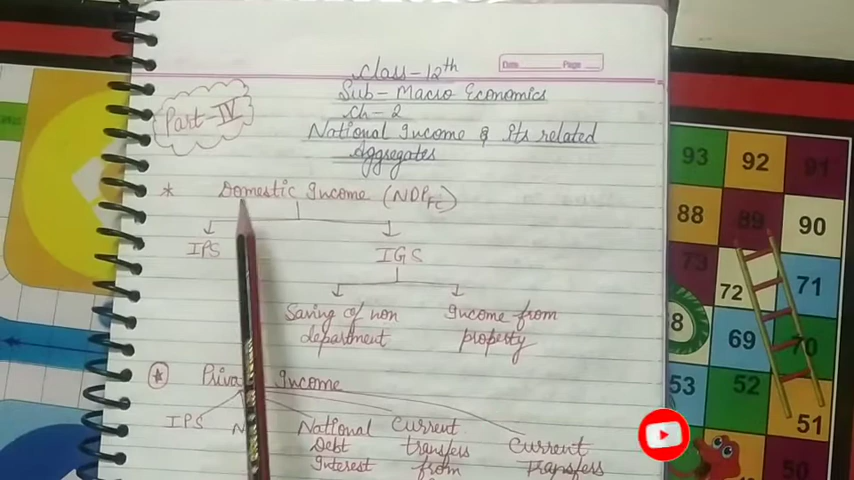 Class-12th
Date Page
Sub- Macro Economics
Part-IV
Ch-2
National Income & Its related
Aggregates
* Domestic Income (NDPFC)
IPS IGS
Saving of non department
Income from property
* Income
IPS
National Debt Interest
Current transfers from
Current Transfess
93 92 91
88 89 90
73 72 71
8 69 70
53 52 51
50